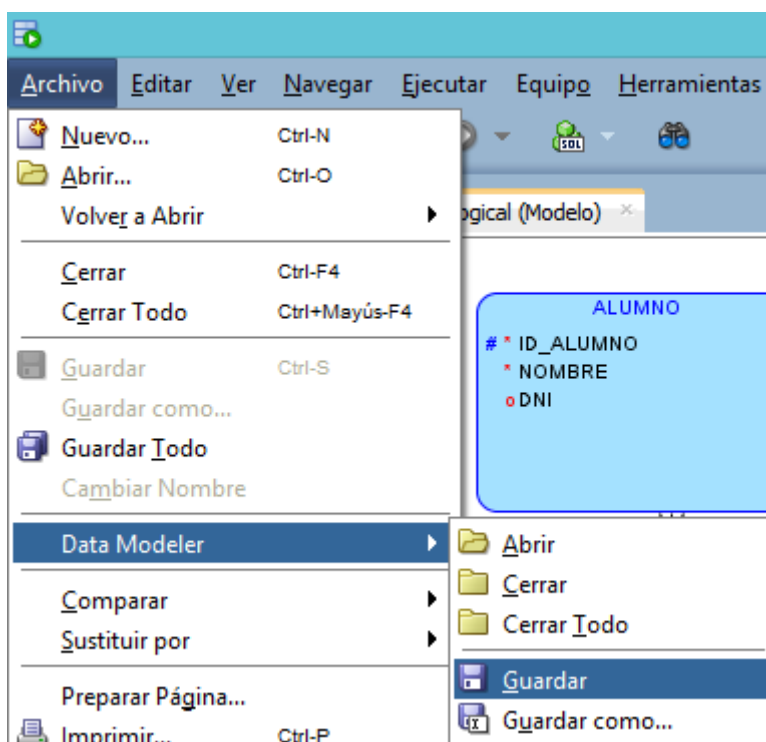 Archivo Editar Ver Navegar Ejecutar Equipo Herramientas
Nuevo... Ctrl-N
SQL
Abrir... Ctrl-O
Volver a Abrir
ogical (Modelo)
Cerrar Ctrl-F4
Cerrar Todo Ctrl+Mayús-F4
Guardar Ctrl-S
Guardar como...
Guardar Todo
Cambiar Nombre
Data Modeler
Comparar
Sustituir por
Preparar Página...
Imprimir... Ctrl-P
ALUMNO
# * ID_ALUMNO
* NOMBRE
o DNI
Abrir
Cerrar
Cerrar Todo
Guardar
Guardar como...